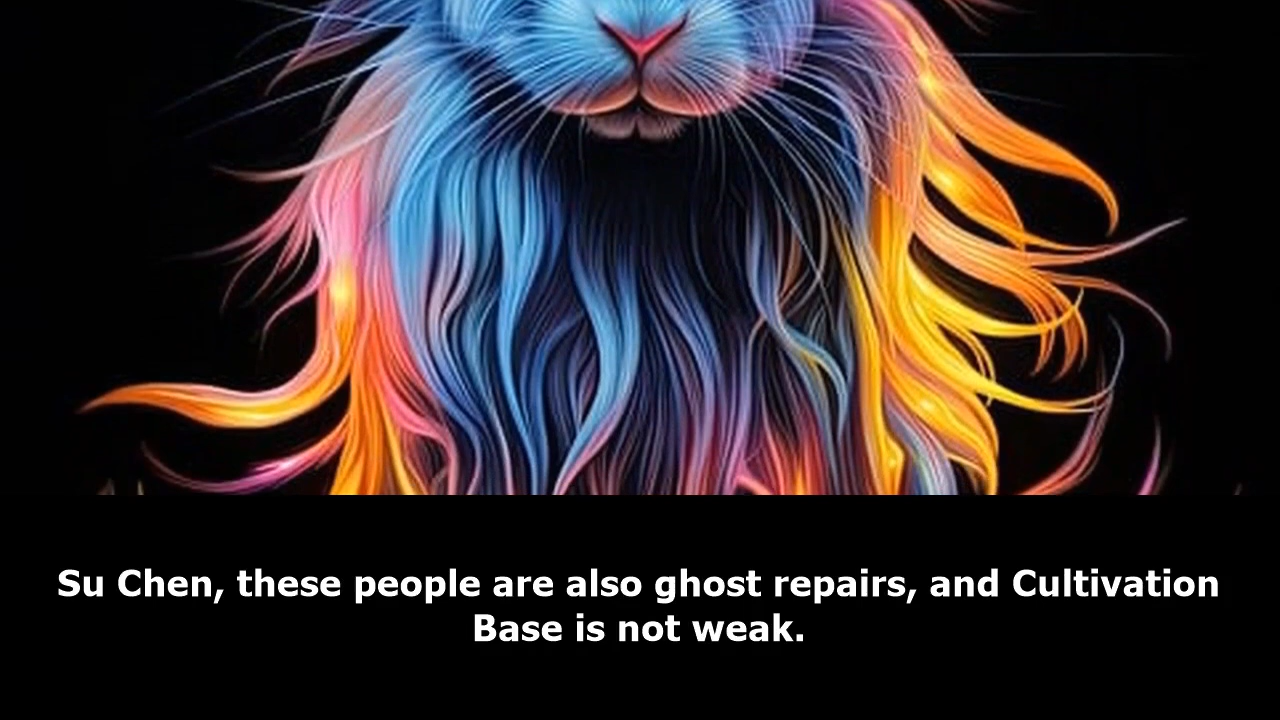 Su Chen, these people are also ghost repairs, and Cultivation
Base is not weak.